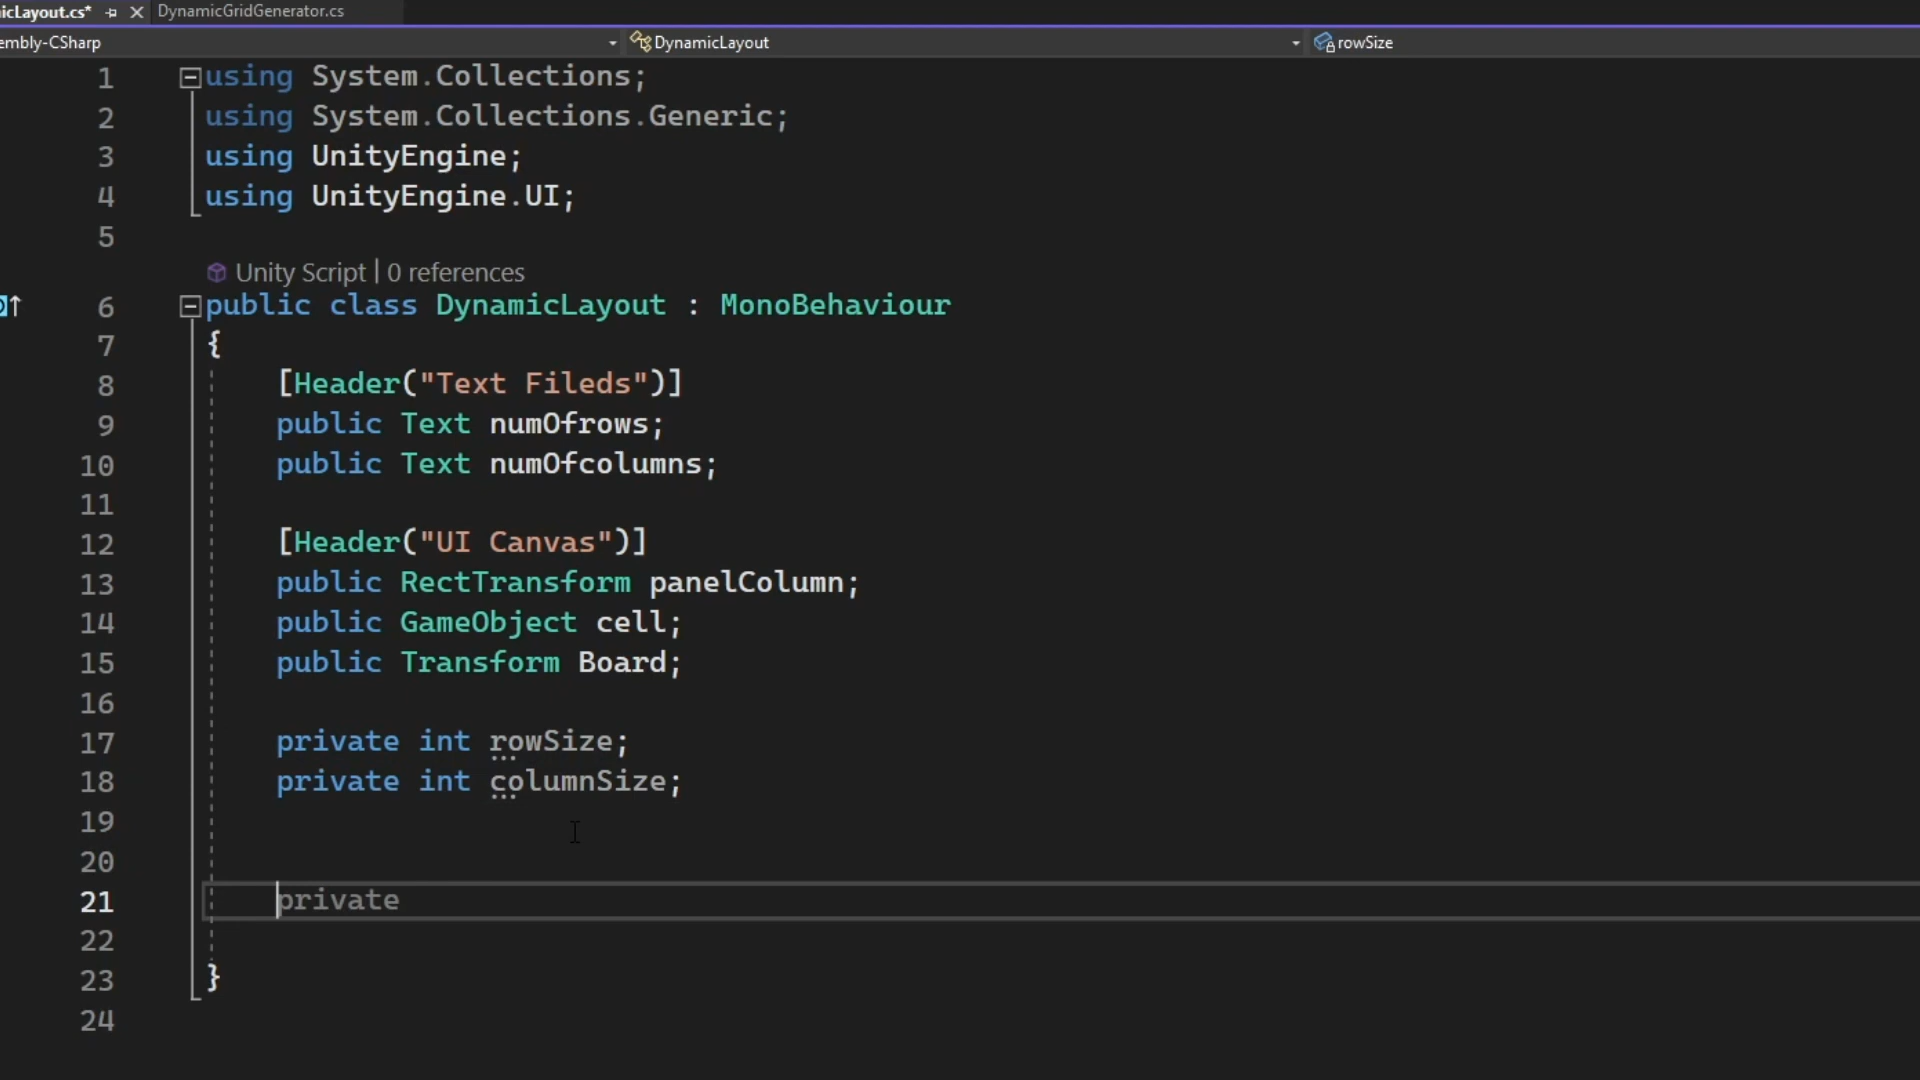 icLayout.cs*
DynamicGridGenerator.cs
embly-CSharp
DynamicLayout
rowSize
1 using System.Collections;
2 using System.Collections.Generic;
3 using UnityEngine;
4 using UnityEngine.UI;
5
Unity Script | 0 references
6 public class DynamicLayout : MonoBehaviour
7 {
8 [Header("Text Fileds")]
9 public Text numOfrows;
10 public Text numOfcolumns;
11
12 [Header("UI Canvas")]
13 public RectTransform panelColumn;
14 public GameObject cell;
15 public Transform Board;
16
17 private int rowSize;
18 private int columnSize;
19
20
21 private
22
23 }
24